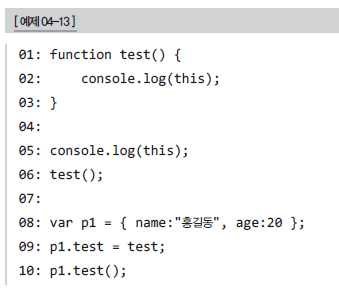 [예제 04-13]
01: function test() {
02:     console.log(this);
03: }
04:
05: console.log(this);
06: test();
07:
08: var p1 = { name:"홍길동", age:20 };
09: p1.test = test;
10: p1.test();